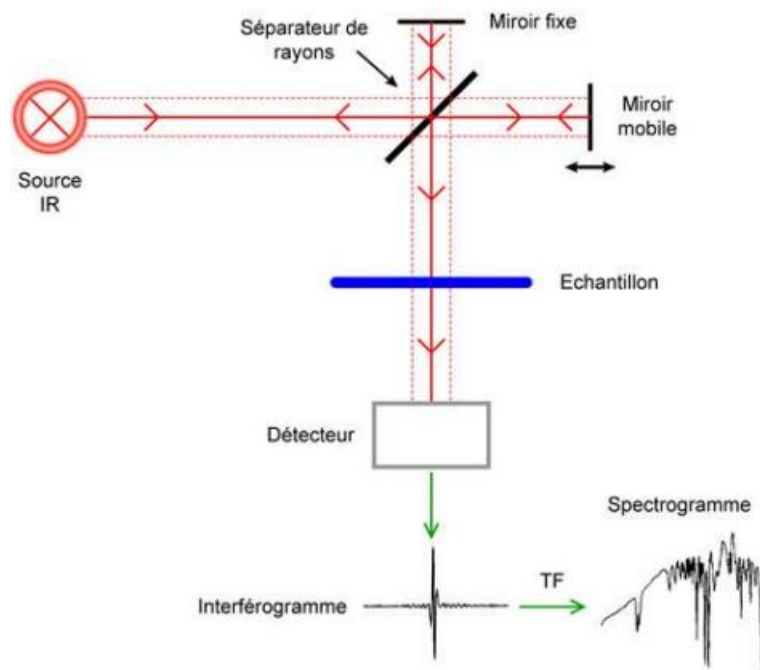 Miroir fixe
Séparateur de
rayons
Miroir
mobile
Source
IR
Echantillon
Détecteur
Spectrogramme
Interférogramme
TF